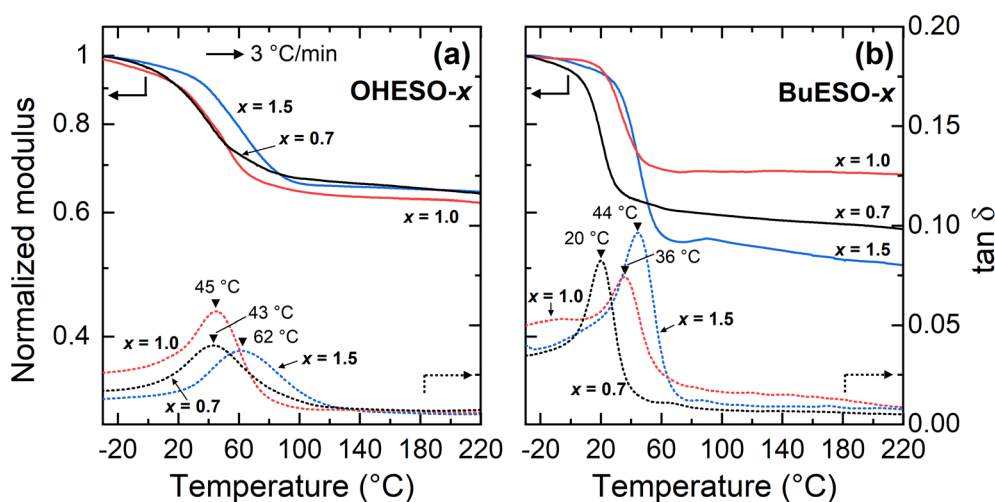 (a)
3 °C/min
OHESO-x
x = 1.5
x = 0.7
x = 1.0
45 °C
43 °C
62 °C
x = 1.0
x = 1.5
x = 0.7
Normalized modulus
1
0.8
0.6
0.4
-20 20 60 100 140 180 220
Temperature (°C)
(b)
BuESO-x
x = 1.0
x = 0.7
x = 1.5
44 °C
20 °C
36 °C
x = 1.0
x = 1.5
x = 0.7
0.20
0.15
0.10
0.05
0.00
tan δ
-20 20 60 100 140 180 220
Temperature (°C)